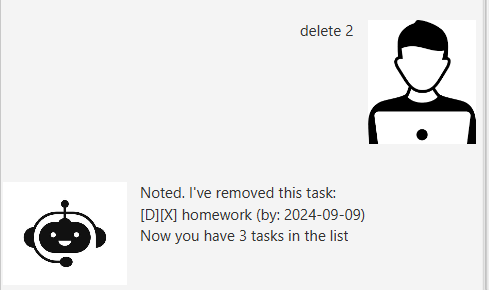 delete 2
Noted. I've removed this task:
[D][X] homework (by: 2024-09-09)
Now you have 3 tasks in the list